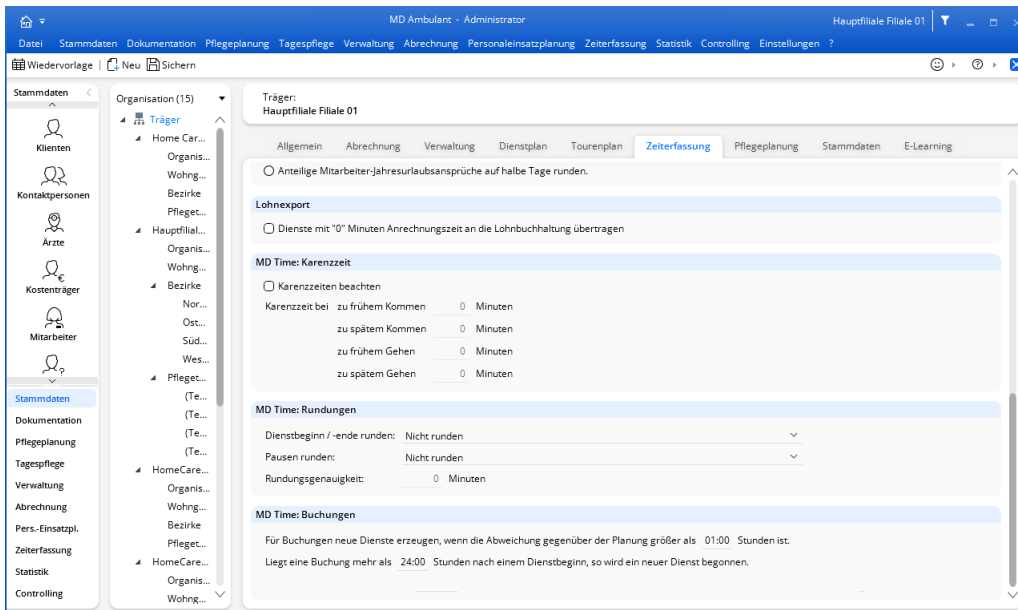 MD Ambulant - Administrator
Hauptfiliale Filiale 01
Datei Stammdaten Dokumentation Pflegeplanung Tagespflege Verwaltung Abrechnung Personaleinsatzplanung Zeiterfassung Statistik Controlling Einstellungen ?
Wiedervorlage Neu Sichern
Stammdaten
Klienten
Kontaktpersonen
Ärzte
Kostenträger
Mitarbeiter
Stammdaten
Dokumentation
Pflegeplanung
Tagespflege
Verwaltung
Abrechnung
Pers.-Einsatzpl.
Zeiterfassung
Statistik
Controlling
Organisation (15)
Träger
Home Car...
Organis...
Wohng...
Bezirke
Pfleget...
Hauptfilial...
Organis...
Wohng...
Bezirke
Nor...
Ost...
Süd...
Wes...
Pfleget...
(Te...
(Te...
(Te...
(Te...
HomeCare...
Organis...
Wohng...
Bezirke
Pfleget...
HomeCare...
Organis...
Wohng...
Träger:
Hauptfiliale Filiale 01
Allgemein Abrechnung Verwaltung Dienstplan Tourenplan Zeiterfassung Pflegeplanung Stammdaten E-Learning
Anteilige Mitarbeiter-Jahresurlaubsansprüche auf halbe Tage runden.
Lohnexport
Dienste mit "0" Minuten Anrechnungszeit an die Lohnbuchhaltung übertragen
MD Time: Karenzzeit
Karenzzeiten beachten
Karenzzeit bei zu frühem Kommen 0 Minuten
zu spätem Kommen 0 Minuten
zu frühem Gehen 0 Minuten
zu spätem Gehen 0 Minuten
MD Time: Rundungen
Dienstbeginn / -ende runden: Nicht runden
Pausen runden: Nicht runden
Rundungsgenauigkeit: 0 Minuten
MD Time: Buchungen
Für Buchungen neue Dienste erzeugen, wenn die Abweichung gegenüber der Planung größer als 01:00 Stunden ist.
Liegt eine Buchung mehr als 24:00 Stunden nach einem Dienstbeginn, so wird ein neuer Dienst begonnen.